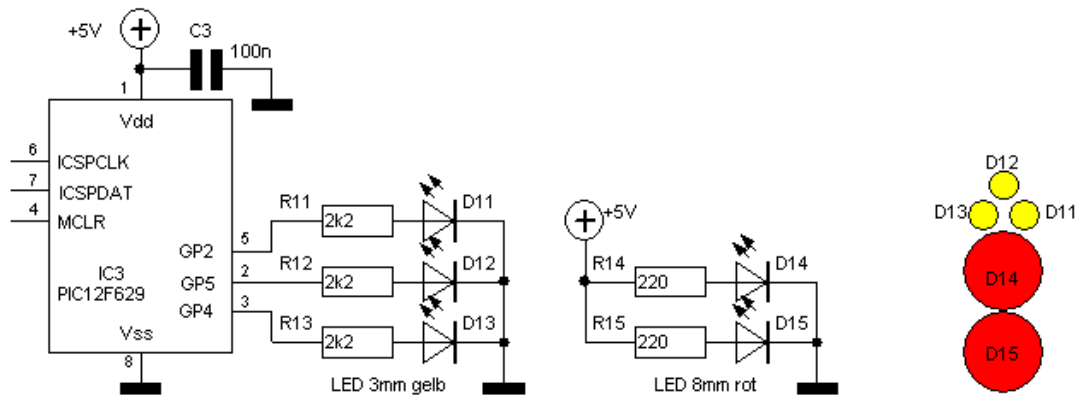 +5V
C3
100n
1
Vdd
6
ICSPCLK
7
ICSPDAT
4
MCLR
IC3
PIC12F629
GP2
5
GP5
2
GP4
3
Vss
8
R11
2k2
D11
R12
2k2
D12
R13
2k2
D13
LED 3mm gelb
+5V
R14
220
D14
R15
220
D15
LED 8mm rot
D12
D13
D11
D14
D15